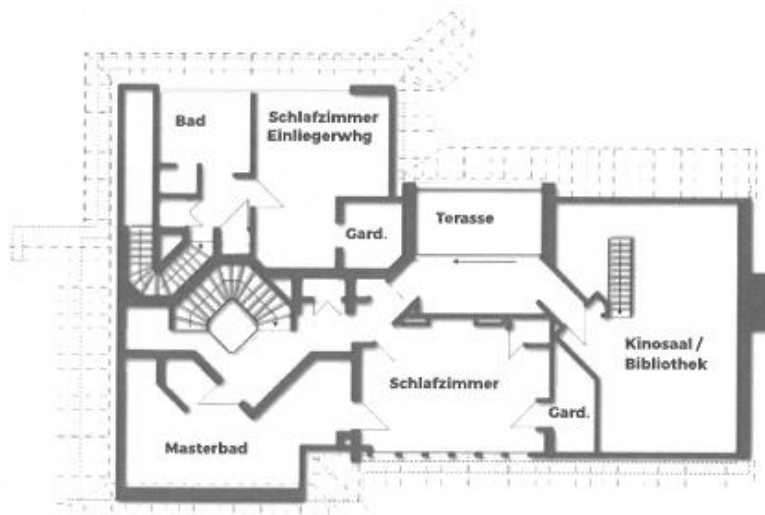 Bad
Schlafzimmer
Einliegerwhg
Gard.
Terasse
Kinosaal /
Bibliothek
Schlafzimmer
Gard.
Masterbad